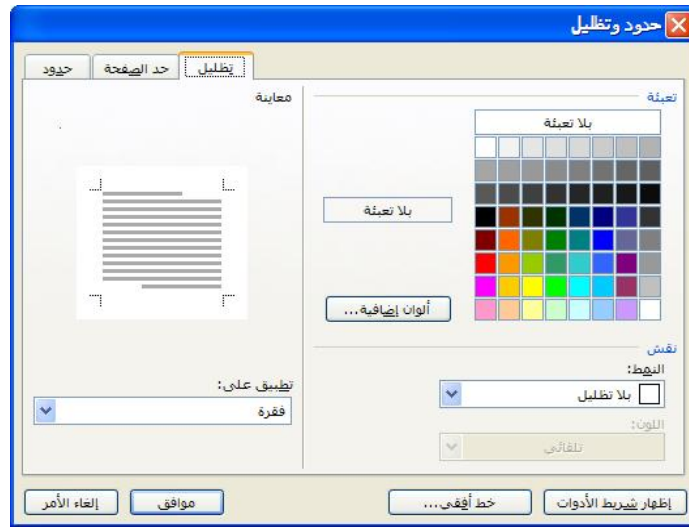 حدود وتظليل
حدود
حد الصفحة
تظليل
تعبئة
بلا تعبئة
بلا تعبئة
ألوان إضافية...
نقش
النمط:
بلا تظليل
اللون:
تلقائي
معاينة
تطبيق على:
فقرة
إظهار شريط الأدوات
خط أفقي...
موافق
إلغاء الأمر